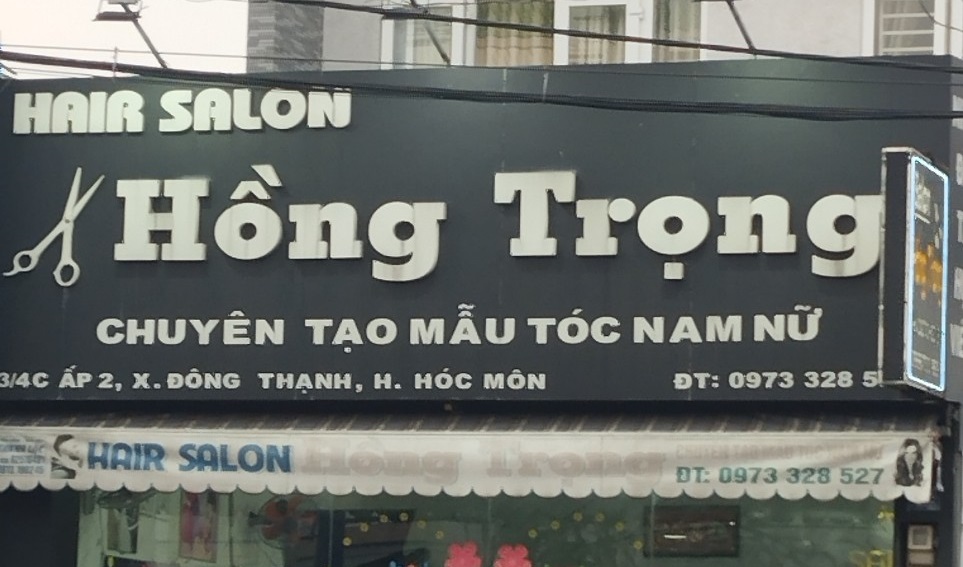 HAIR SALON
Hồng Trọng
CHUYÊN TẠO MẪU TÓC NAM NỮ
3/4C ẤP 2, X. ĐÔNG THẠNH, H. HÓC MÔN
ĐT: 0973 328 5
HAIR SALON Hồng Trọng
ĐT: 0973 328 527